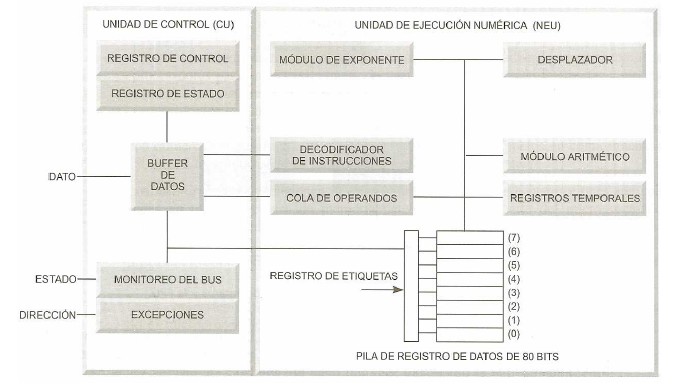 UNIDAD DE CONTROL (CU)
UNIDAD DE EJECUCIÓN NUMÉRICA (NEU)
REGISTRO DE CONTROL
MÓDULO DE EXPONENTE
DESPLAZADOR
REGISTRO DE ESTADO
BUFFER
DE
DATOS
DECODIFICADOR
DE INSTRUCCIONES
MÓDULO ARITMÉTICO
DATO
COLA DE OPERANDOS
REGISTROS TEMPORALES
(7)
(6)
(5)
(4)
(3)
(2)
(1)
(0)
REGISTRO DE ETIQUETAS
ESTADO
MONITOREO DEL BUS
DIRECCIÓN
EXCEPCIONES
PILA DE REGISTRO DE DATOS DE 80 BITS